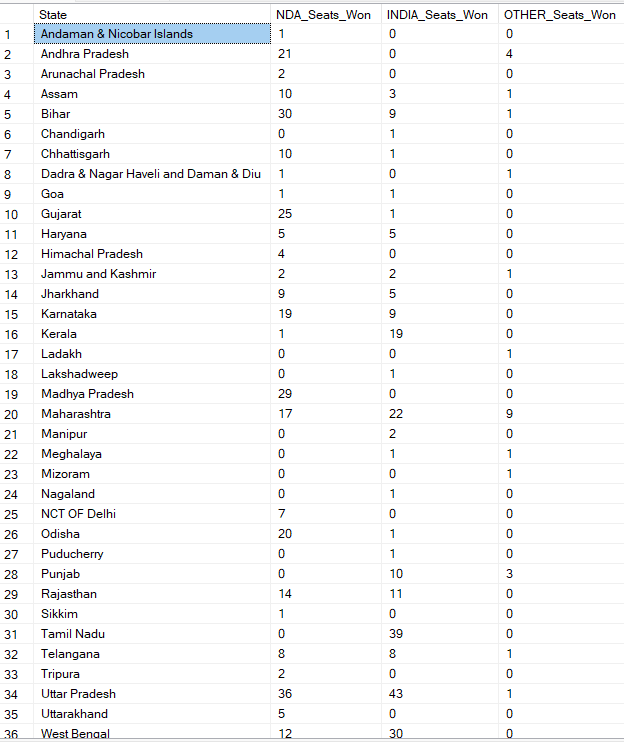 State NDA_Seats_Won INDIA_Seats_Won OTHER_Seats_Won
1 Andaman & Nicobar Islands 1 0 0
2 Andhra Pradesh 21 0 4
3 Arunachal Pradesh 2 0 0
4 Assam 10 3 1
5 Bihar 30 9 1
6 Chandigarh 0 1 0
7 Chhattisgarh 10 1 0
8 Dadra & Nagar Haveli and Daman & Diu 1 0 1
9 Goa 1 1 0
10 Gujarat 25 1 0
11 Haryana 5 5 0
12 Himachal Pradesh 4 0 0
13 Jammu and Kashmir 2 2 1
14 Jharkhand 9 5 0
15 Karnataka 19 9 0
16 Kerala 1 19 0
17 Ladakh 0 0 1
18 Lakshadweep 0 1 0
19 Madhya Pradesh 29 0 0
20 Maharashtra 17 22 9
21 Manipur 0 2 0
22 Meghalaya 0 1 1
23 Mizoram 0 0 1
24 Nagaland 0 1 0
25 NCT OF Delhi 7 0 0
26 Odisha 20 1 0
27 Puducherry 0 1 0
28 Punjab 0 10 3
29 Rajasthan 14 11 0
30 Sikkim 1 0 0
31 Tamil Nadu 0 39 0
32 Telangana 8 8 1
33 Tripura 2 0 0
34 Uttar Pradesh 36 43 1
35 Uttarakhand 5 0 0
36 West Bengal 12 30 0